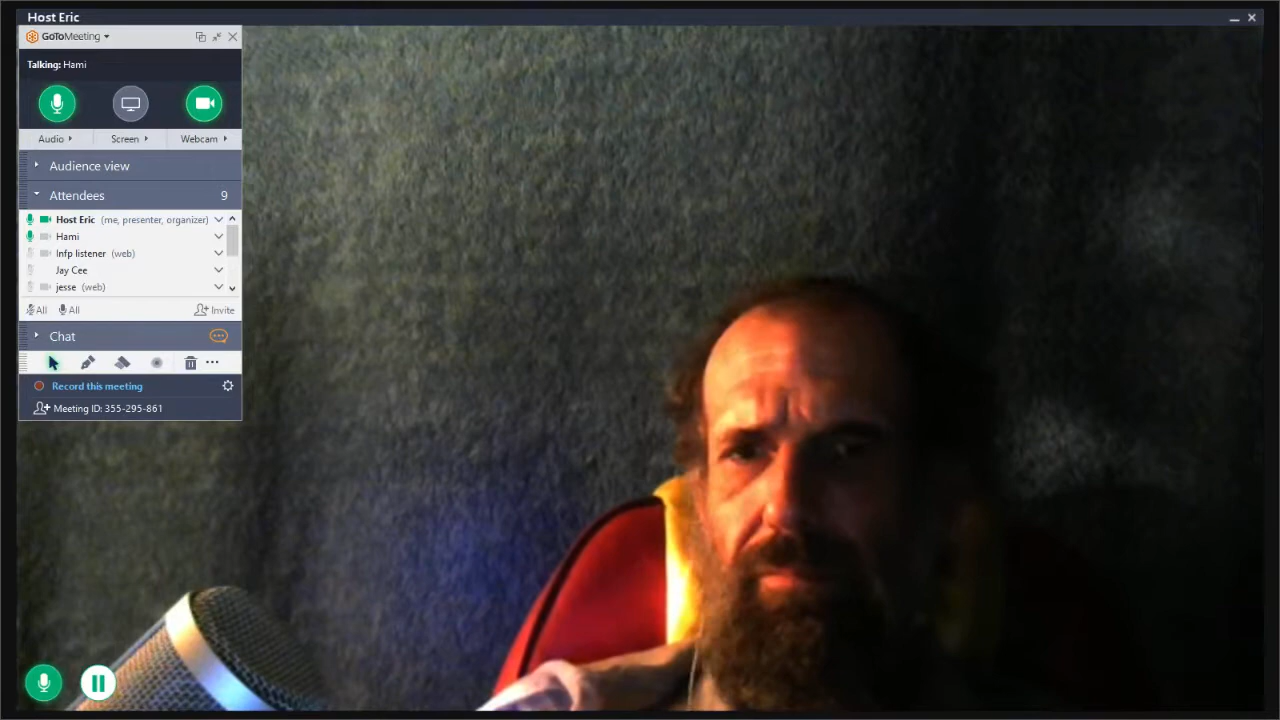 Host Eric
GoToMeeting
Talking: Hami
Audio
Screen
Webcam
Audience view
Attendees 9
Host Eric (me, presenter, organizer)
Hami
Infp listener (web)
Jay Cee
jesse (web)
All All Invite
Chat
Record this meeting
Meeting ID: 355-295-861